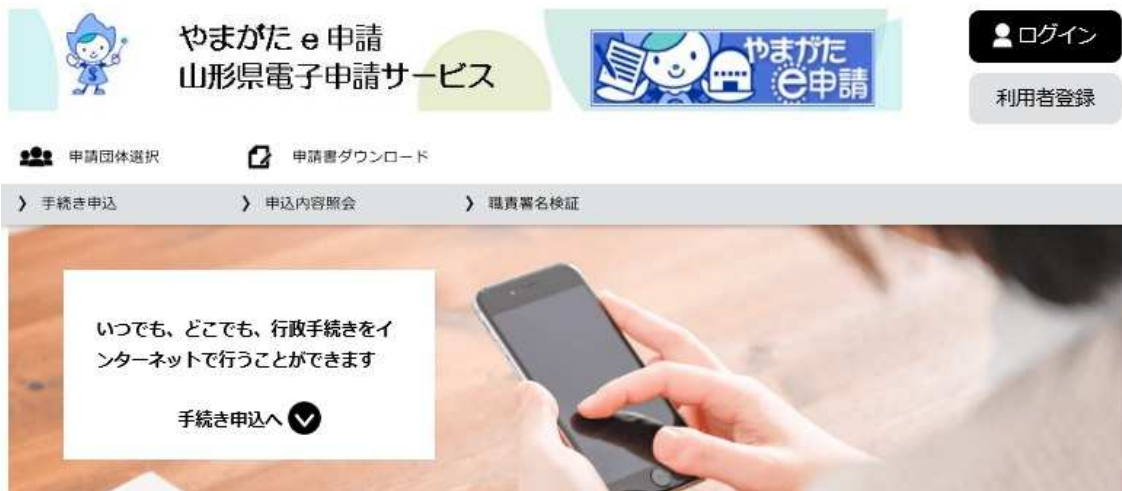 やまがた e 申請
山形県電子申請サービス
やまがた
e申請
ログイン
利用者登録
申請団体選択
申請書ダウンロード
手続き申込
申込内容照会
職責署名検証
いつでも、どこでも、行政手続きをイ
ンターネットで行うことができます
手続き申込へ